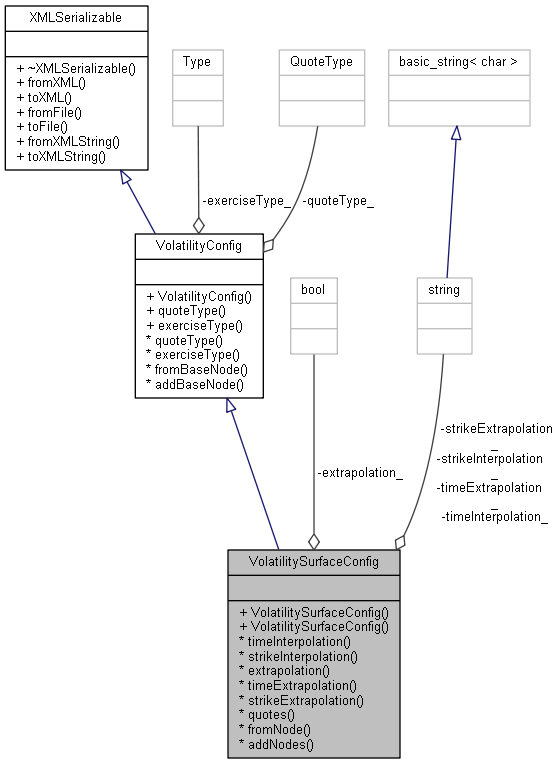 XMLSerializable
+ ~XMLSerializable()
+ fromXML()
+ toXML()
+ fromFile()
+ toFile()
+ fromXMLString()
+ toXMLString()
Type
QuoteType
basic_string< char >
-exerciseType_
-quoteType_
VolatilityConfig
+ VolatilityConfig()
+ quoteType()
+ exerciseType()
* quoteType()
* exerciseType()
* fromBaseNode()
* addBaseNode()
bool
string
-extrapolation_
-strikeExtrapolation
_
-strikeInterpolation
_
-timeExtrapolation
_
-timeInterpolation_
VolatilitySurfaceConfig
+ VolatilitySurfaceConfig()
+ VolatilitySurfaceConfig()
* timeInterpolation()
* strikeInterpolation()
* extrapolation()
* timeExtrapolation()
* strikeExtrapolation()
* quotes()
* fromNode()
* addNodes()